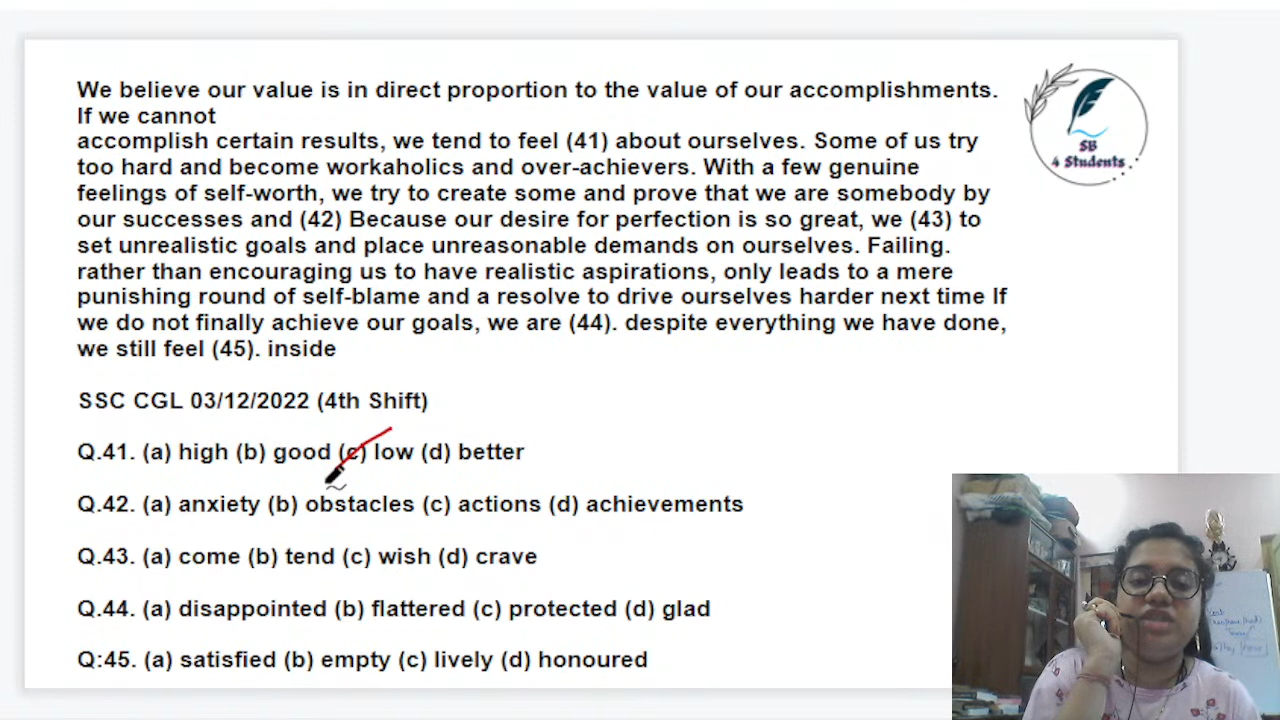 We believe our value is in direct proportion to the value of our accomplishments.
If we cannot
accomplish certain results, we tend to feel (41) about ourselves. Some of us try
too hard and become workaholics and over-achievers. With a few genuine
feelings of self-worth, we try to create some and prove that we are somebody by
our successes and (42) Because our desire for perfection is so great, we (43) to
set unrealistic goals and place unreasonable demands on ourselves. Failing.
rather than encouraging us to have realistic aspirations, only leads to a mere
punishing round of self-blame and a resolve to drive ourselves harder next time If
we do not finally achieve our goals, we are (44). despite everything we have done,
we still feel (45). inside
SB
4 Students
SSC CGL 03/12/2022 (4th Shift)
Q.41. (a) high (b) good (c) low (d) better
Q.42. (a) anxiety (b) obstacles (c) actions (d) achievements
Q.43. (a) come (b) tend (c) wish (d) crave
Q.44. (a) disappointed (b) flattered (c) protected (d) glad
Q:45. (a) satisfied (b) empty (c) lively (d) honoured